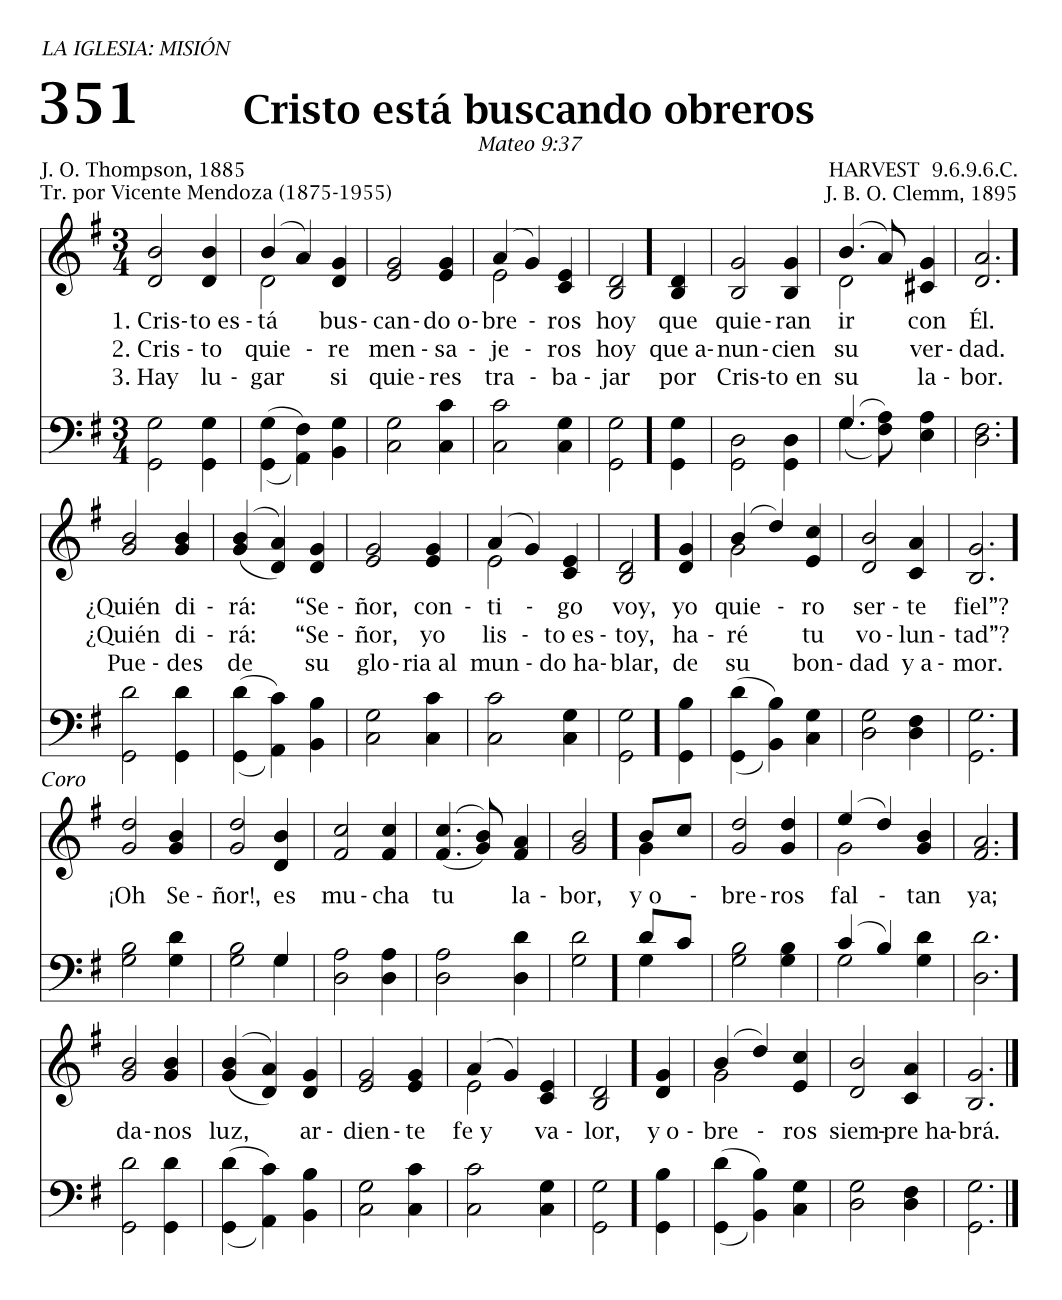 LA IGLESIA: MISIÓN
351 Cristo está buscando obreros
Mateo 9:37
J. O. Thompson, 1885 HARVEST 9.6.9.6.C.
Tr. por Vicente Mendoza (1875-1955) J. B. O. Clemm, 1895
1. Cris-to es - tá bus - can - do o - bre - ros hoy que quie - ran ir con Él.
2. Cris - to quie - re men - sa - je - ros hoy que a - nun - cien su ver - dad.
3. Hay lu - gar si quie - res tra - ba - jar por Cris-to en su la - bor.
¿Quién di - rá: “Se - ñor, con - ti - go voy, yo quie - ro ser - te fiel”?
¿Quién di - rá: “Se - ñor, yo lis - to es - toy, ha - ré tu vo - lun - tad”?
Pue - des de su glo - ria al mun - do ha - blar, de su bon - dad y a - mor.
Coro
¡Oh Se - ñor!, es mu - cha tu la - bor, y o - bre - ros fal - tan ya;
da - nos luz, ar - dien - te fe y va - lor, y o - bre - ros siem-pre ha-brá.